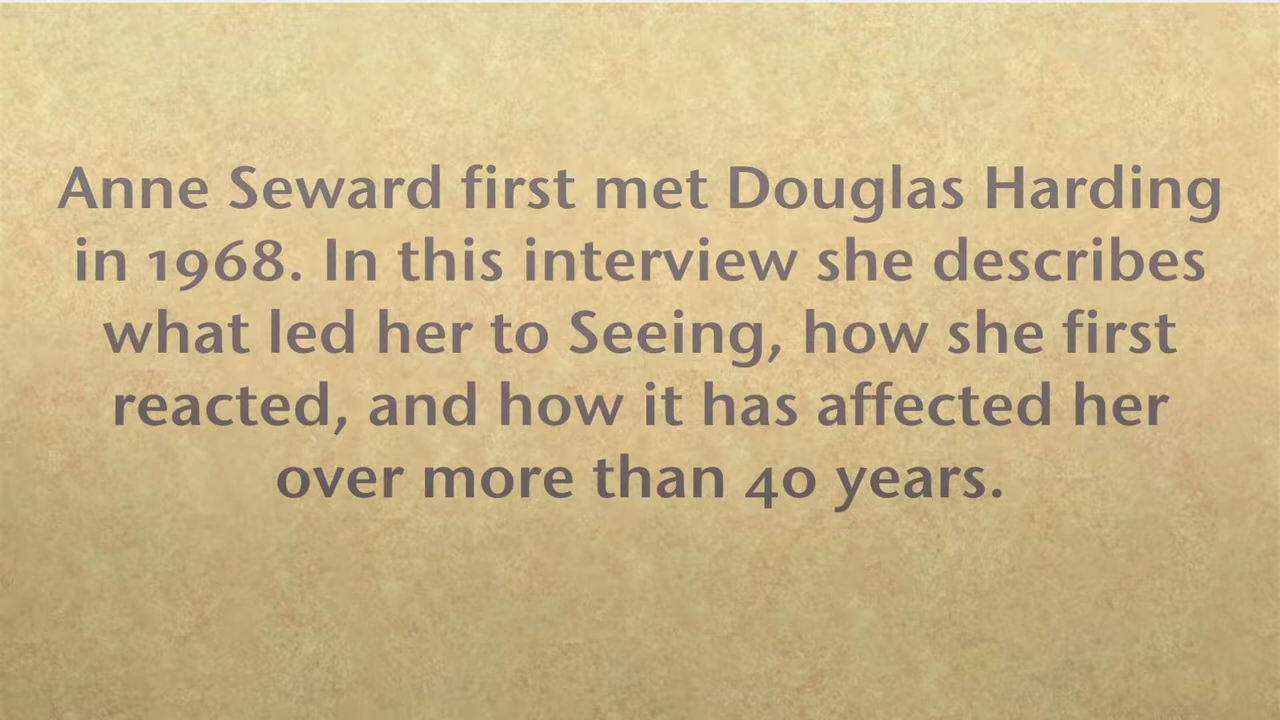 Anne Seward first met Douglas Harding
in 1968. In this interview she describes
what led her to Seeing, how she first
reacted, and how it has affected her
over more than 40 years.